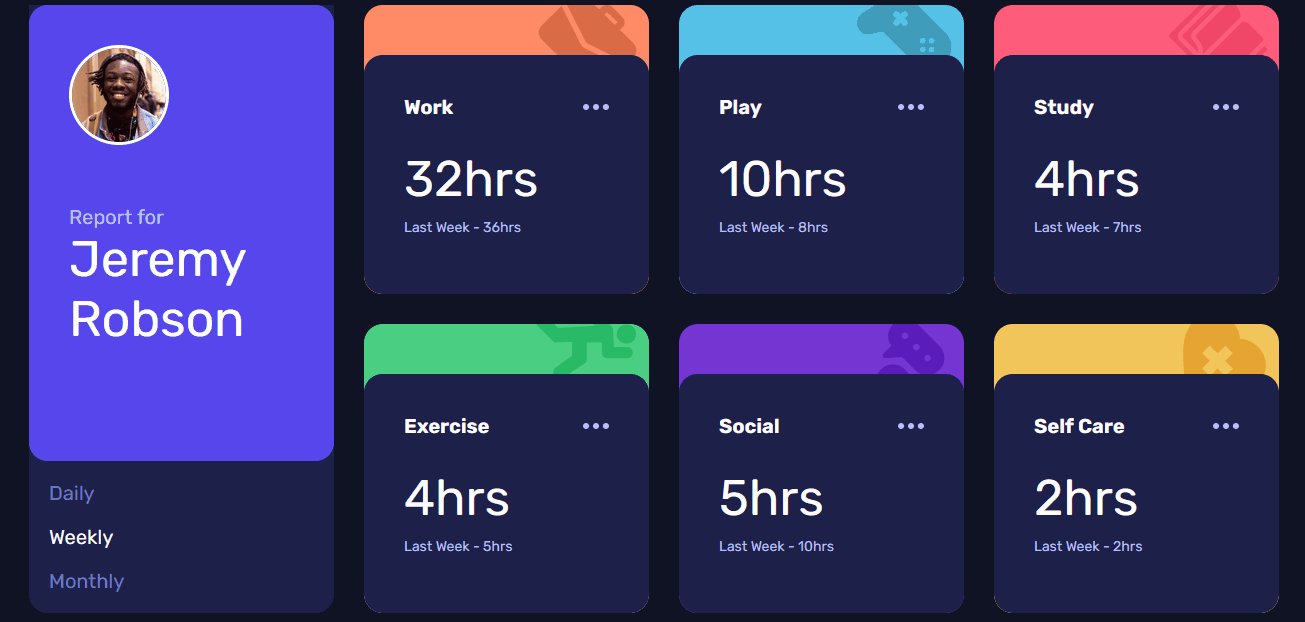 Report for
Jeremy
Robson
Daily
Weekly
Monthly
Work
32hrs
Last Week - 36hrs
Play
10hrs
Last Week - 8hrs
Study
4hrs
Last Week - 7hrs
Exercise
4hrs
Last Week - 5hrs
Social
5hrs
Last Week - 10hrs
Self Care
2hrs
Last Week - 2hrs